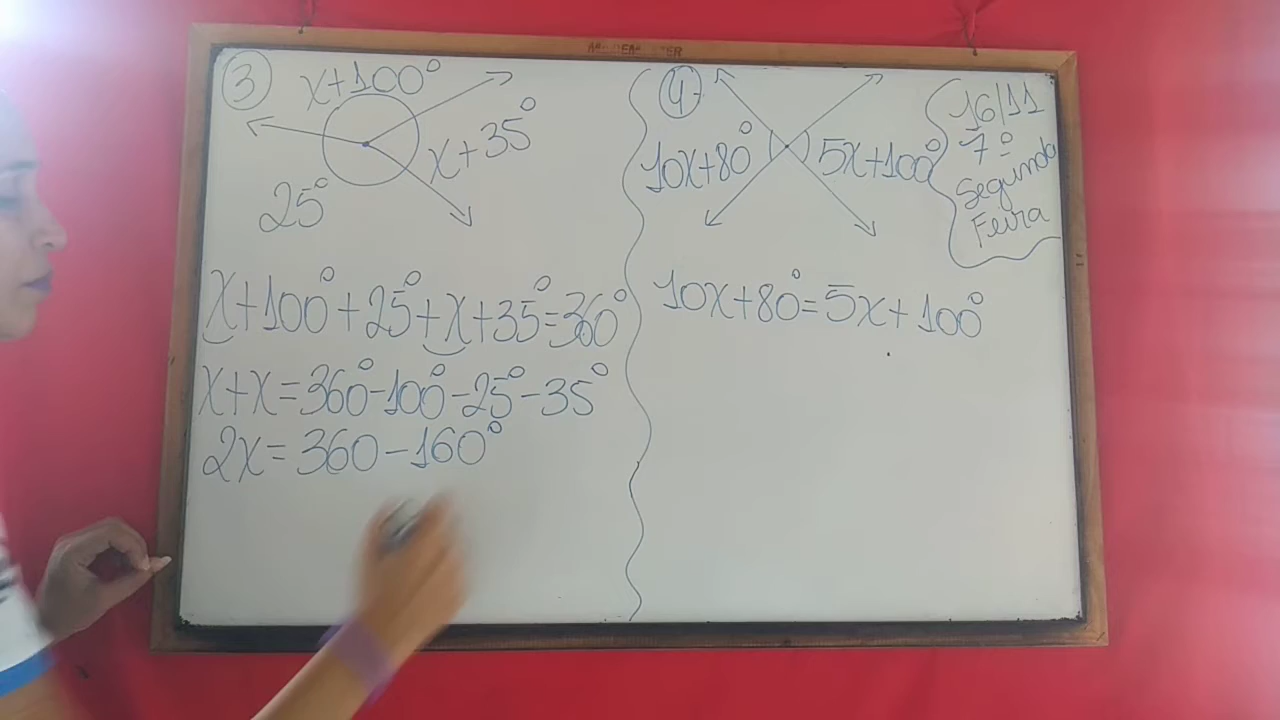 3
x+100°
x+35°
25°
x+100°+25°+x+35°=360°
x+x=360°-100°-25°-35°
2x=360-160°
4
10x+80°
5x+100°
10x+80°=5x+100°
16/11
7º
Segunda
Feira